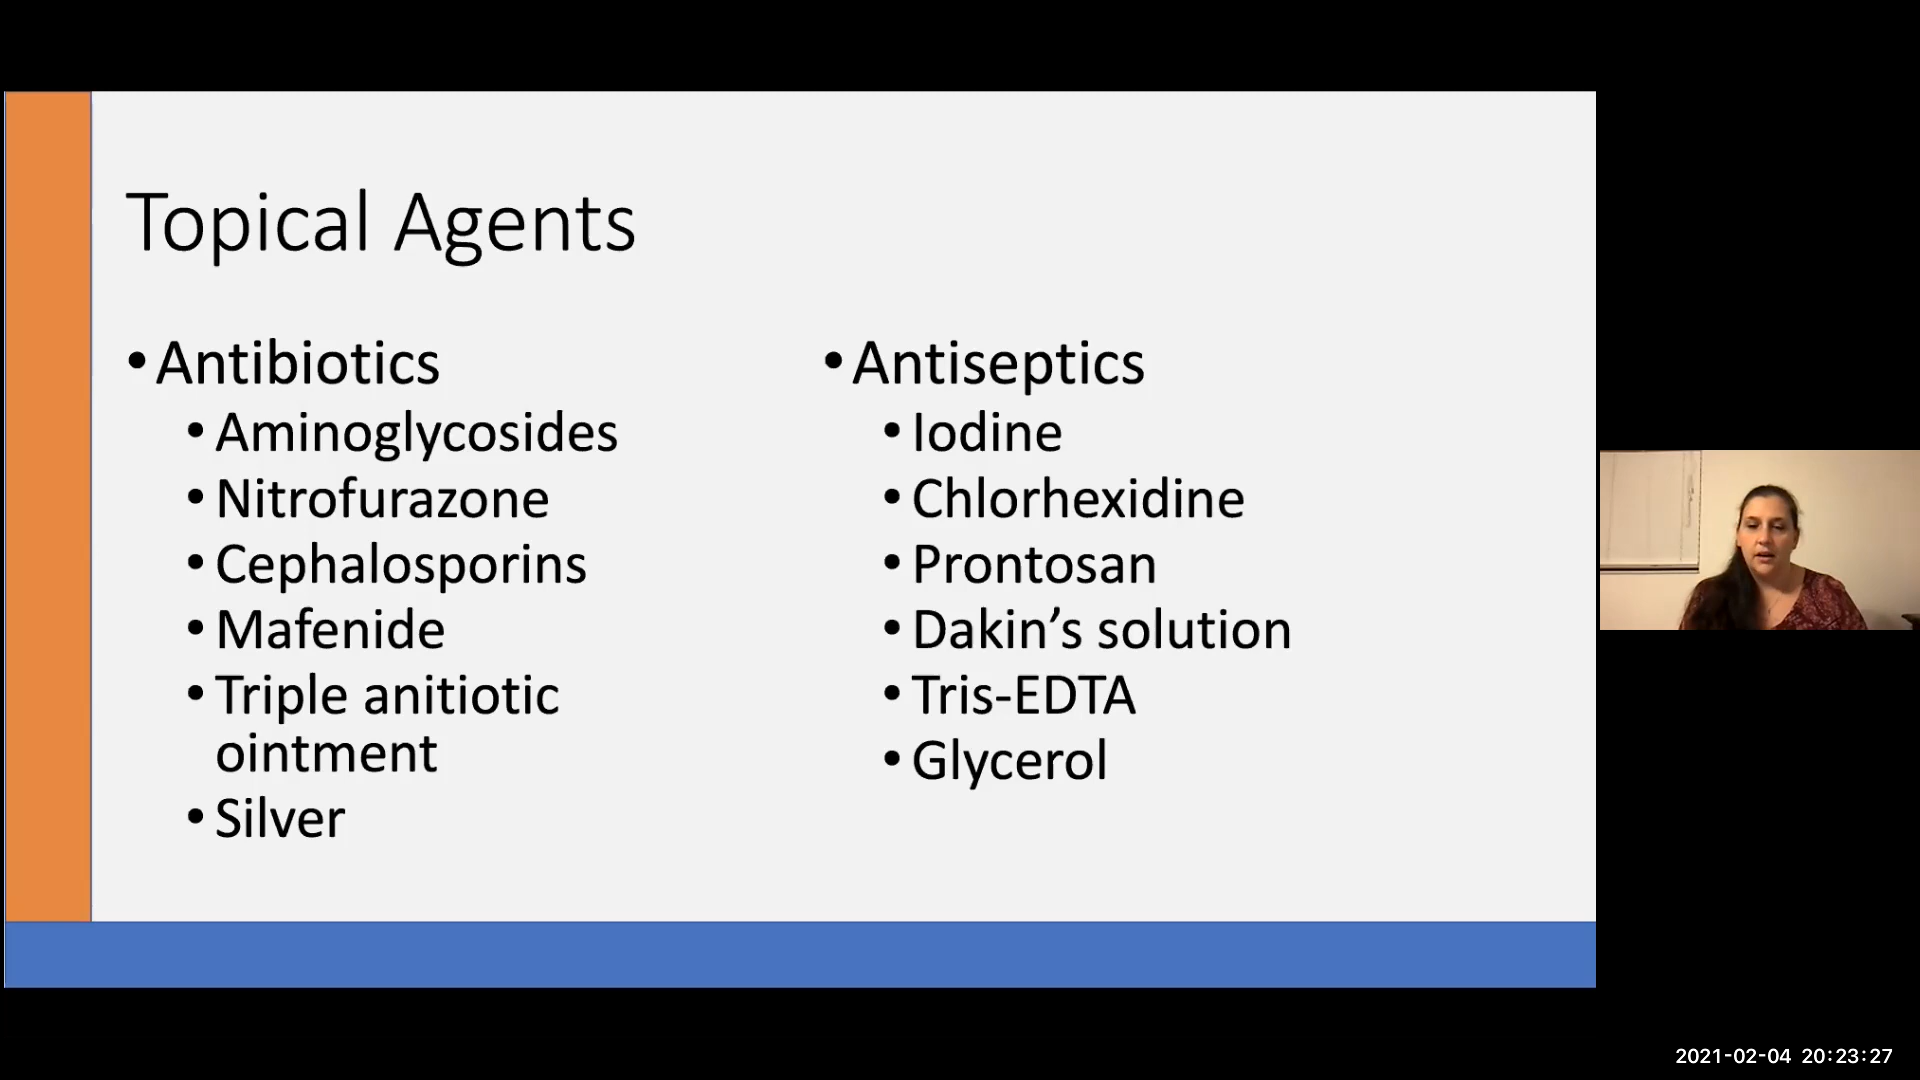 Topical Agents
•Antibiotics
•Aminoglycosides
•Nitrofurazone
•Cephalosporins
•Mafenide
•Triple anitiotic
ointment
•Silver
•Antiseptics
•Iodine
•Chlorhexidine
•Prontosan
•Dakin’s solution
•Tris-EDTA
•Glycerol
2021-02-04 20:23:27